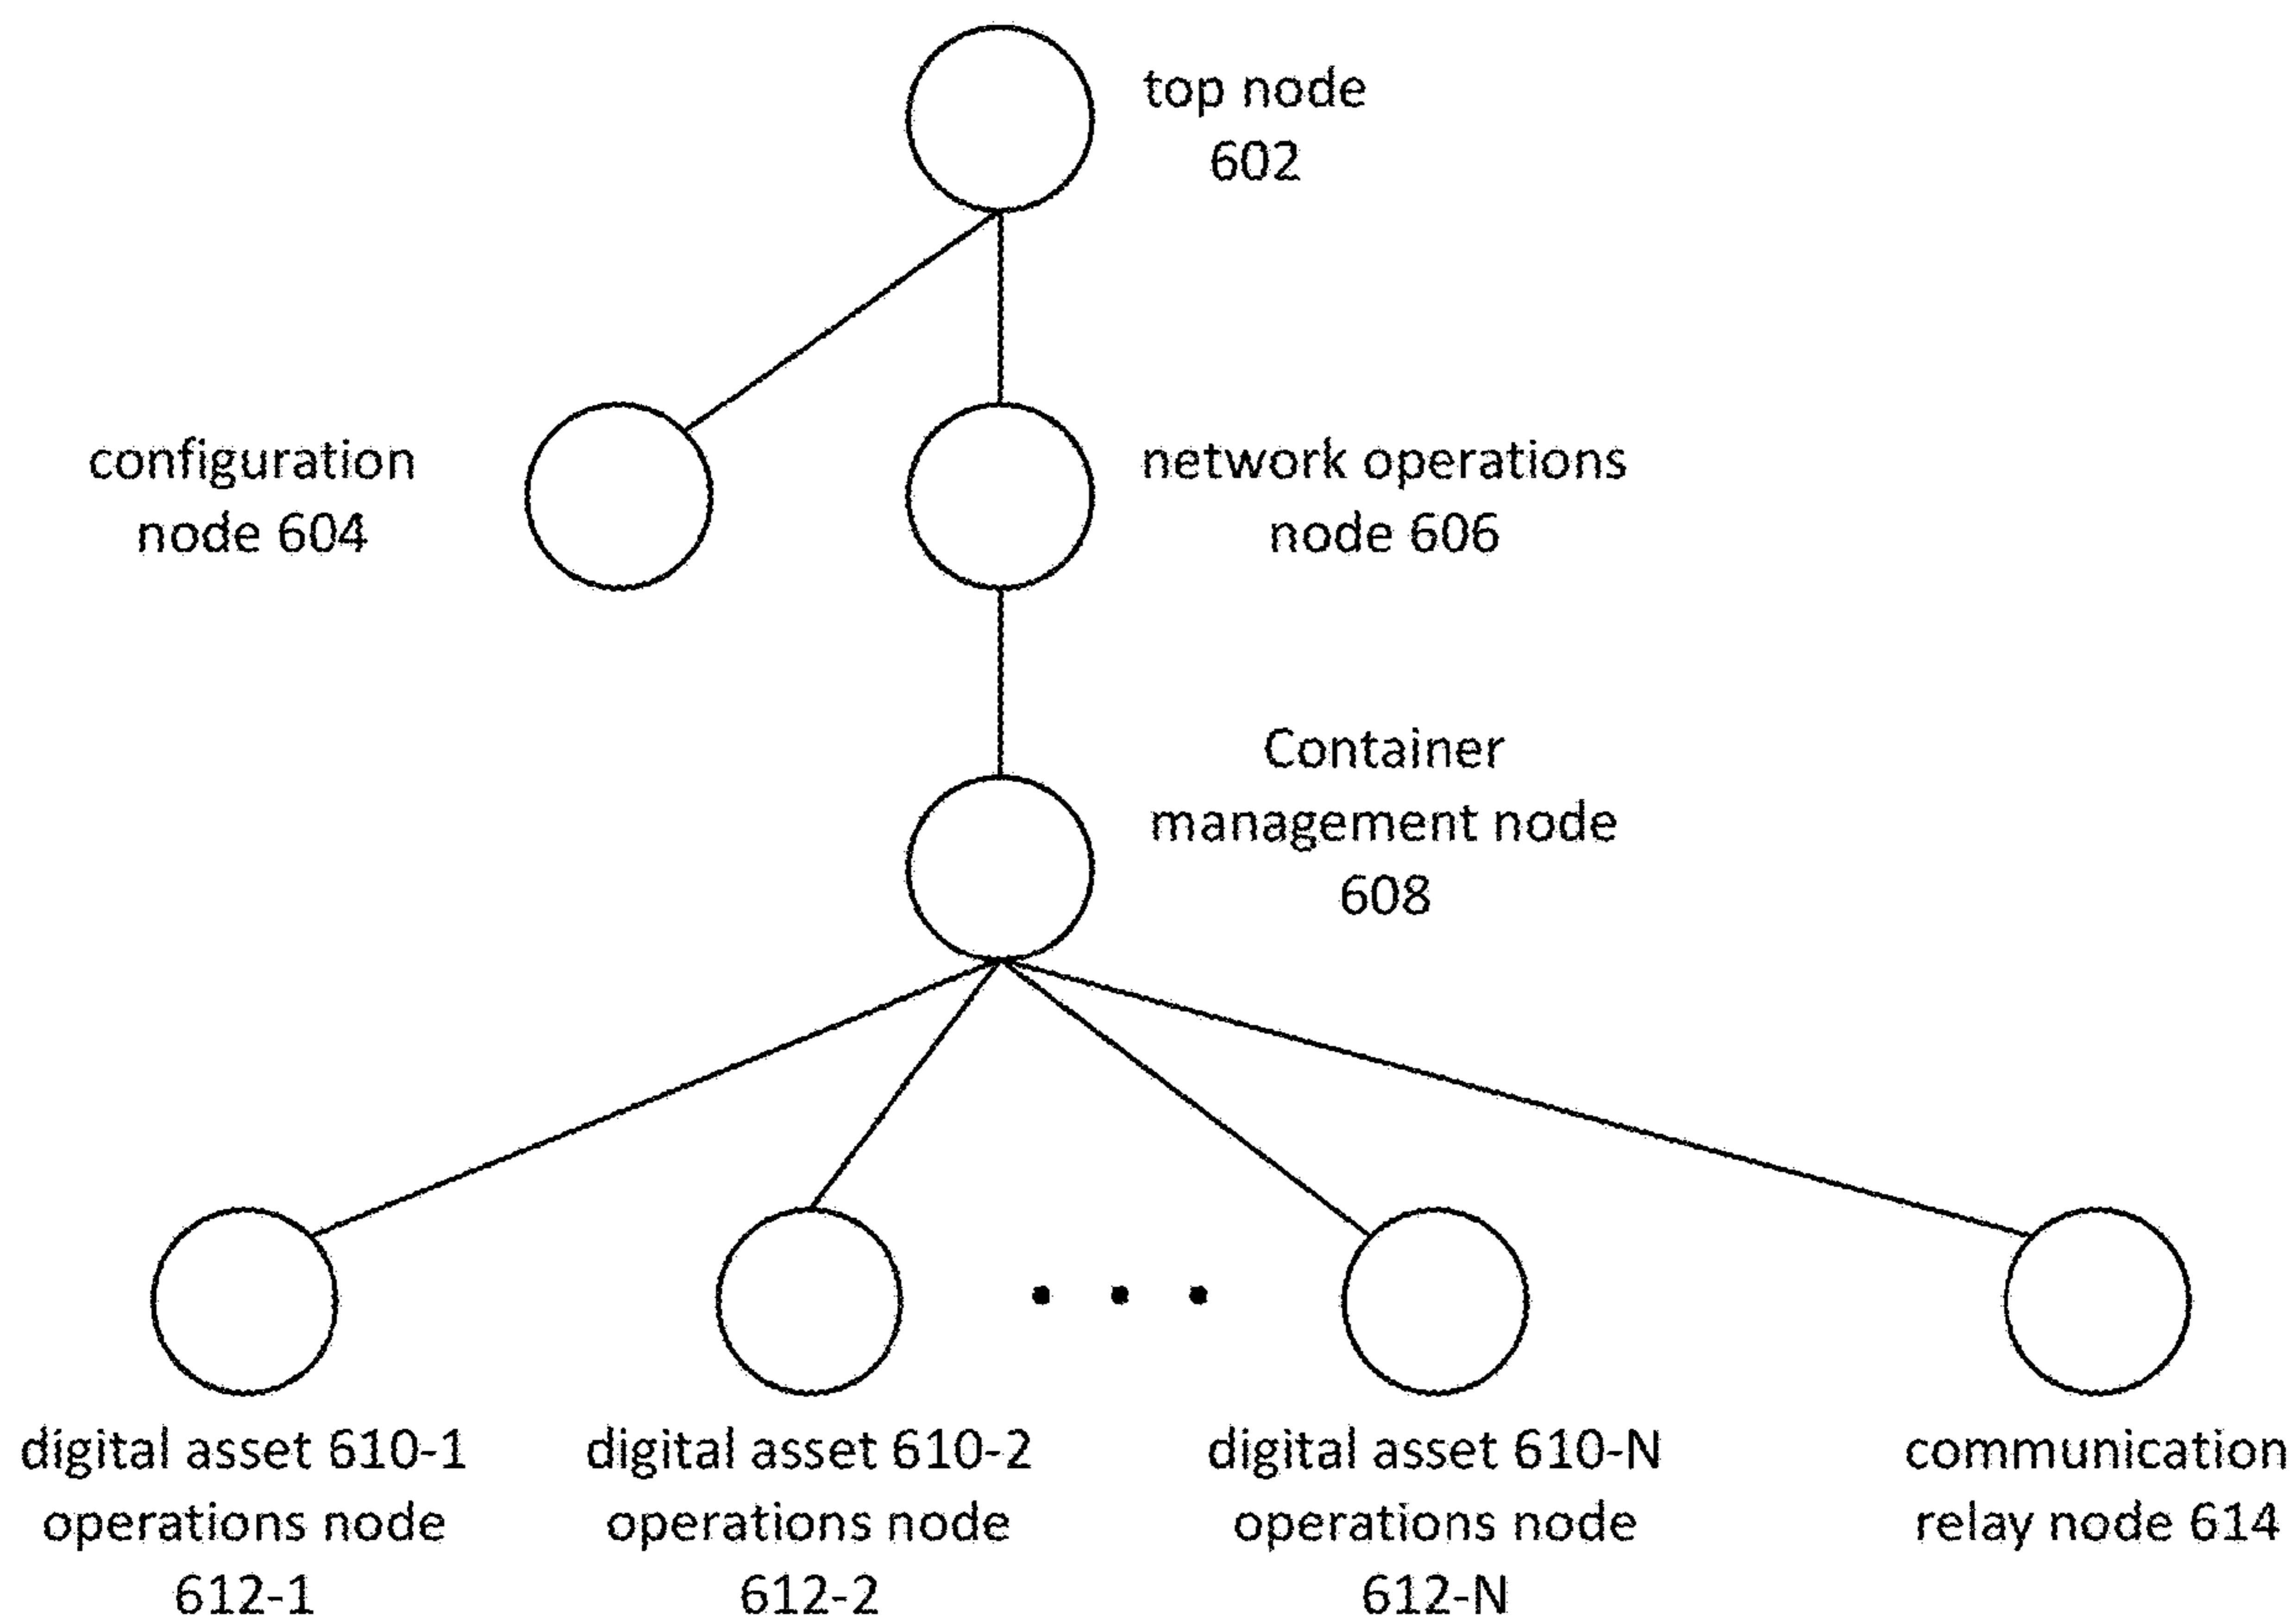 top node
602
configuration
node 604
network operations
node 606
Container
management node
608
digital asset 610-1
operations node
612-1
digital asset 610-2
operations node
612-2
digital asset 610-N
operations node
612-N
communication
relay node 614